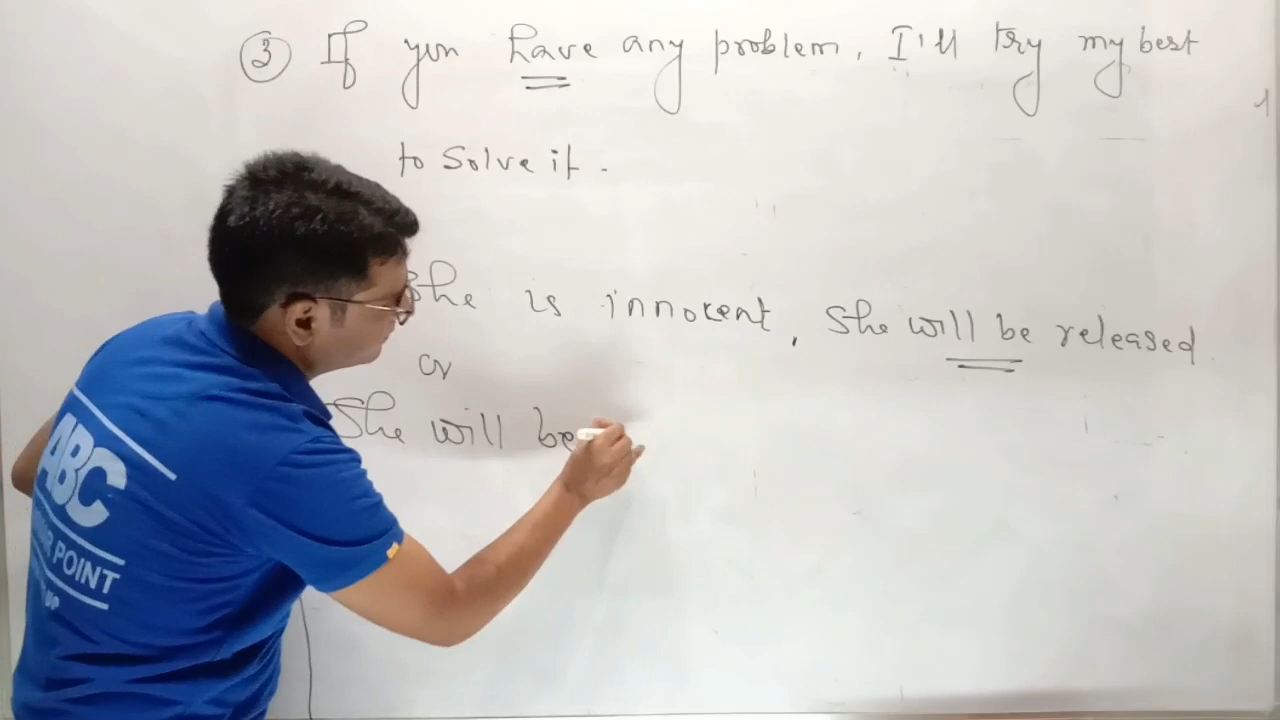 ③ If you have any problem, I'll try my best
to solve it.
She is innocent, She will be released
or
She will be
ABC
POINT